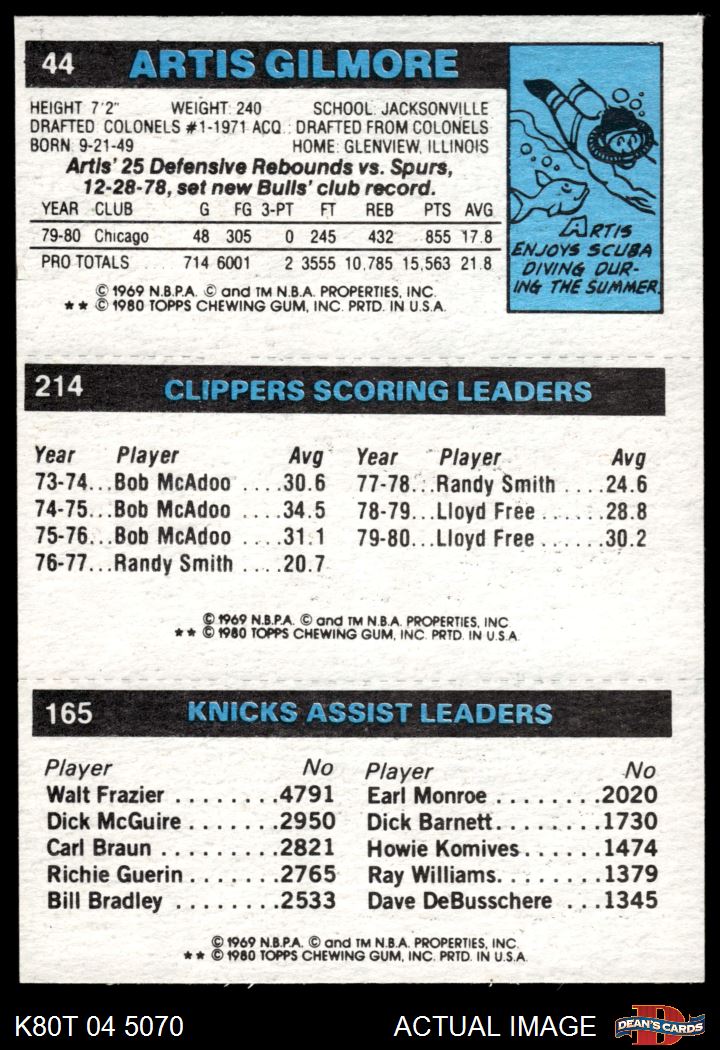 44 ARTIS GILMORE
HEIGHT 7'2" WEIGHT: 240 SCHOOL: JACKSONVILLE
DRAFTED: COLONELS #1-1971 ACQ.: DRAFTED FROM COLONELS
BORN: 9-21-49 HOME: GLENVIEW, ILLINOIS
Artis' 25 Defensive Rebounds vs. Spurs,
12-28-78, set new Bulls' club record.
YEAR CLUB G FG 3-PT FT REB PTS AVG
79-80 Chicago 48 305 0 245 432 855 17.8
PRO TOTALS 714 6001 2 3555 10,785 15,563 21.8
© 1969 N.B.P.A. © and TM N.B.A. PROPERTIES, INC.
★★ © 1980 TOPPS CHEWING GUM, INC. PRTD. IN U.S.A.
ARTIS
ENJOYS SCUBA
DIVING DUR-
ING THE SUMMER.
214 CLIPPERS SCORING LEADERS
Year Player Avg Year Player Avg
73-74...Bob McAdoo ....30.6 77-78...Randy Smith ....24.6
74-75...Bob McAdoo ....34.5 78-79...Lloyd Free ......28.8
75-76...Bob McAdoo ....31.1 79-80...Lloyd Free ......30.2
76-77...Randy Smith ....20.7
© 1969 N.B.P.A. © and TM N.B.A. PROPERTIES, INC
★★ © 1980 TOPPS CHEWING GUM, INC. PRTD. IN U.S.A.
165 KNICKS ASSIST LEADERS
Player No Player No
Walt Frazier ........4791 Earl Monroe ........2020
Dick McGuire ........2950 Dick Barnett........1730
Carl Braun .........2821 Howie Komives......1474
Richie Guerin .......2765 Ray Williams........1379
Bill Bradley ........2533 Dave DeBusschere ...1345
© 1969 N.B.P.A. © and TM N.B.A. PROPERTIES, INC.
★★ © 1980 TOPPS CHEWING GUM, INC. PRTD. IN U.S.A.
K80T 04 5070 ACTUAL IMAGE DEAN'S CARDS